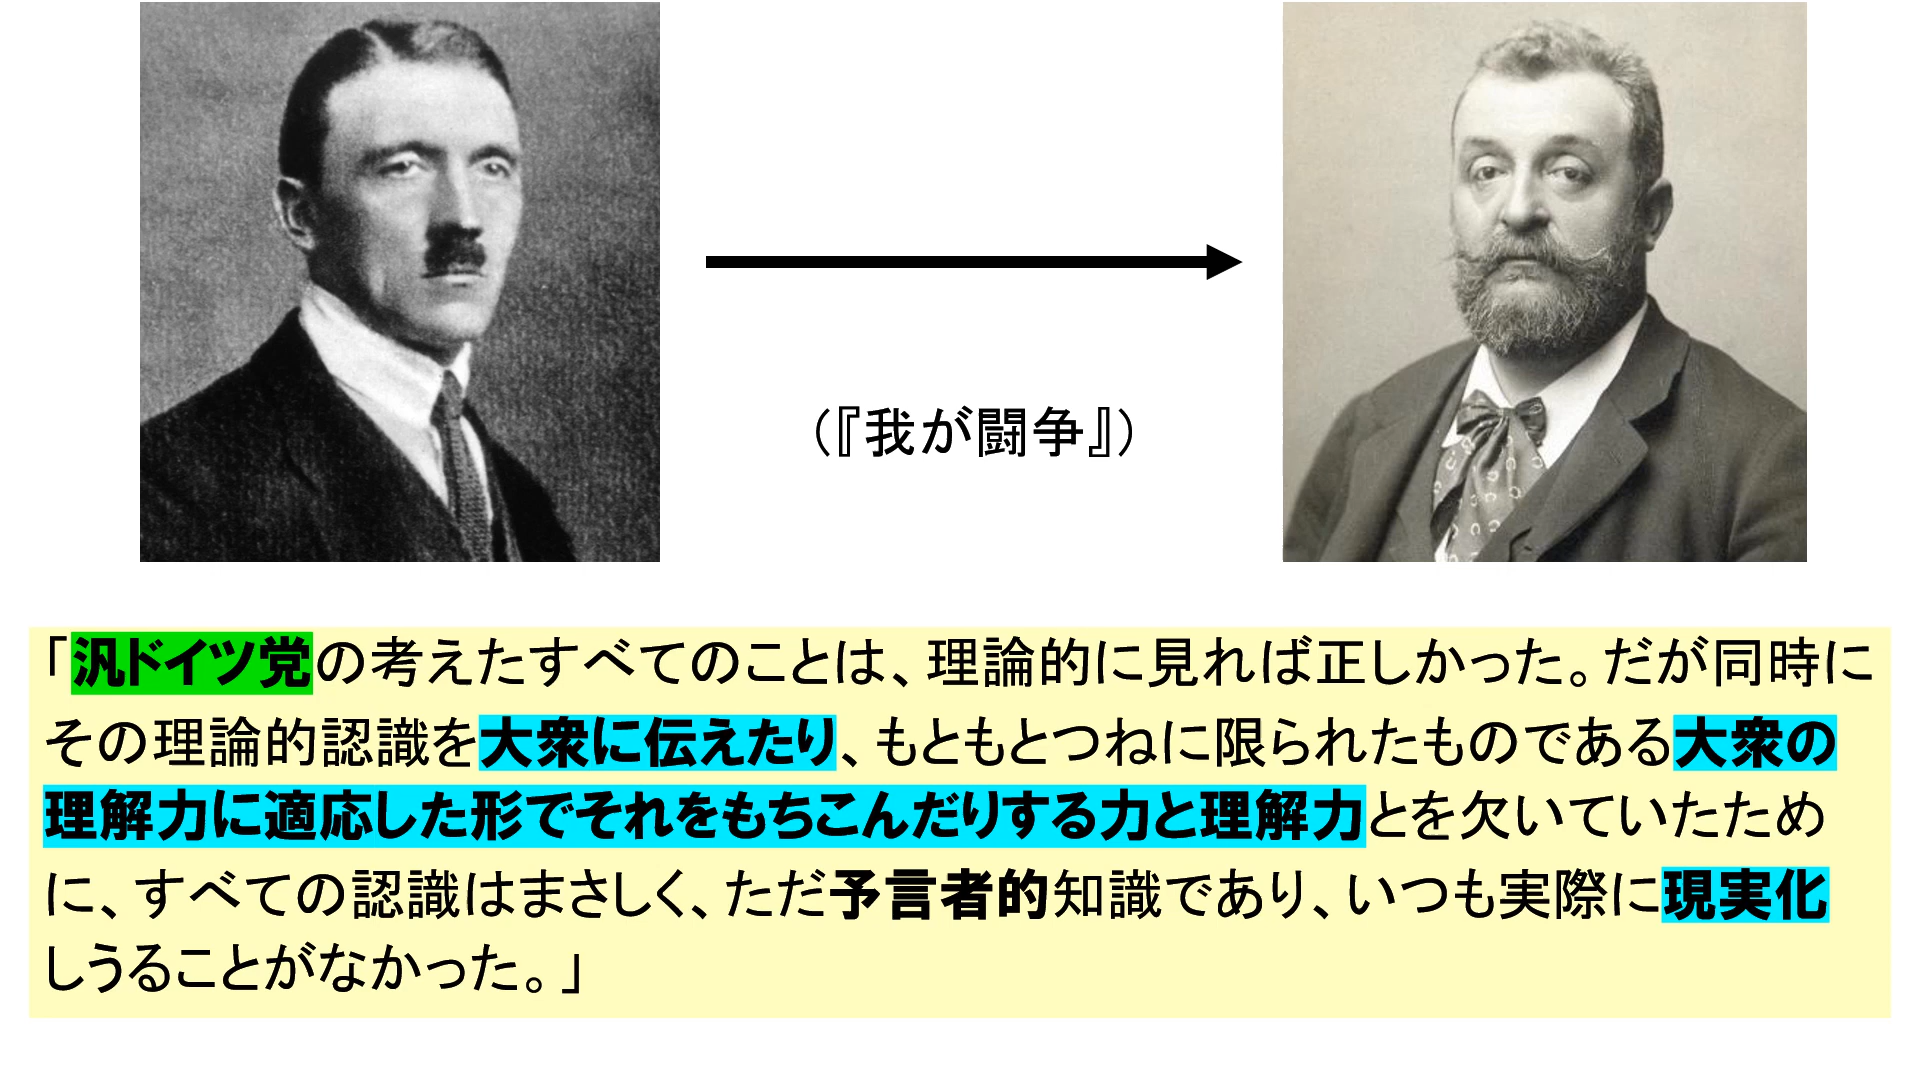 (『我が闘争』)
「汎ドイツ党の考えたすべてのことは、理論的に見れば正しかった。だが同時に
その理論的認識を大衆に伝えたり、もともとつねに限られたものである大衆の
理解力に適応した形でそれをもちこんだりする力と理解力とを欠いていたため
に、すべての認識はまさしく、ただ予言者的知識であり、いつも実際に現実化
しうることがなかった。」